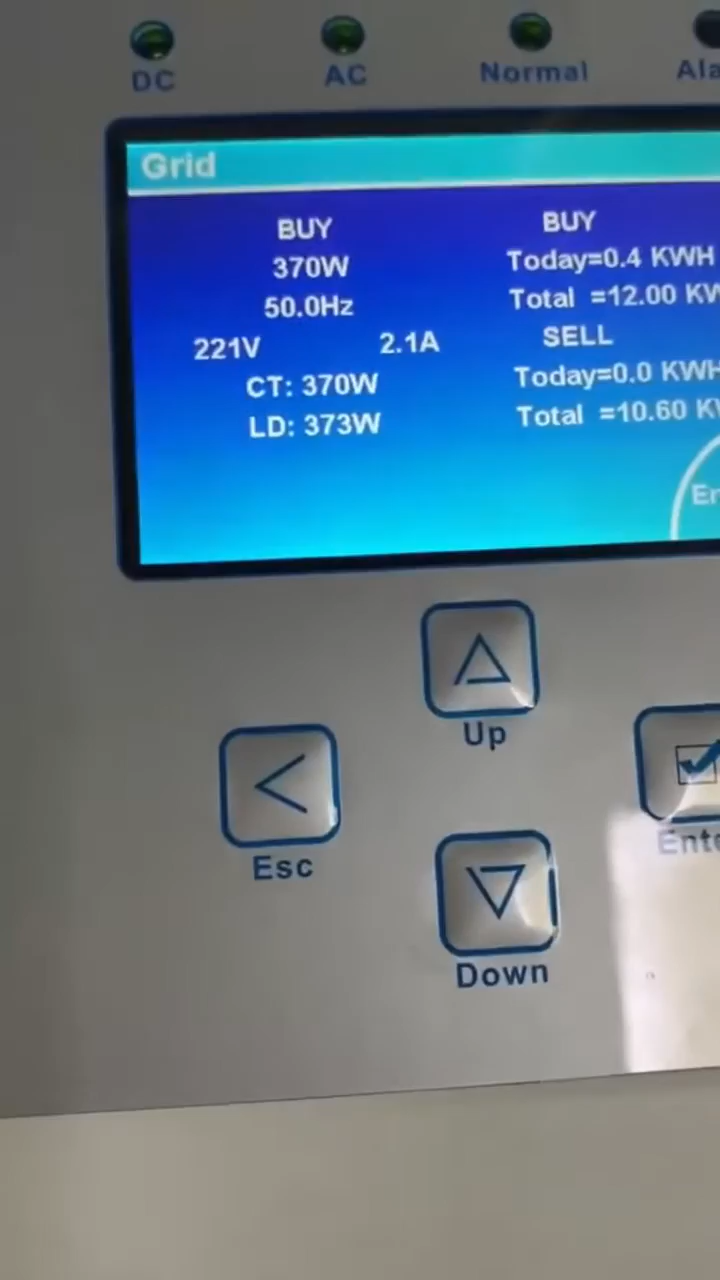 DC AC Normal
Grid
BUY BUY
370W Today=0.4 KWH
50.0Hz Total =12.00
221V 2.1A SELL
CT: 370W Today=0.0 KWH
LD: 373W Total =10.60
Up
Esc
Down